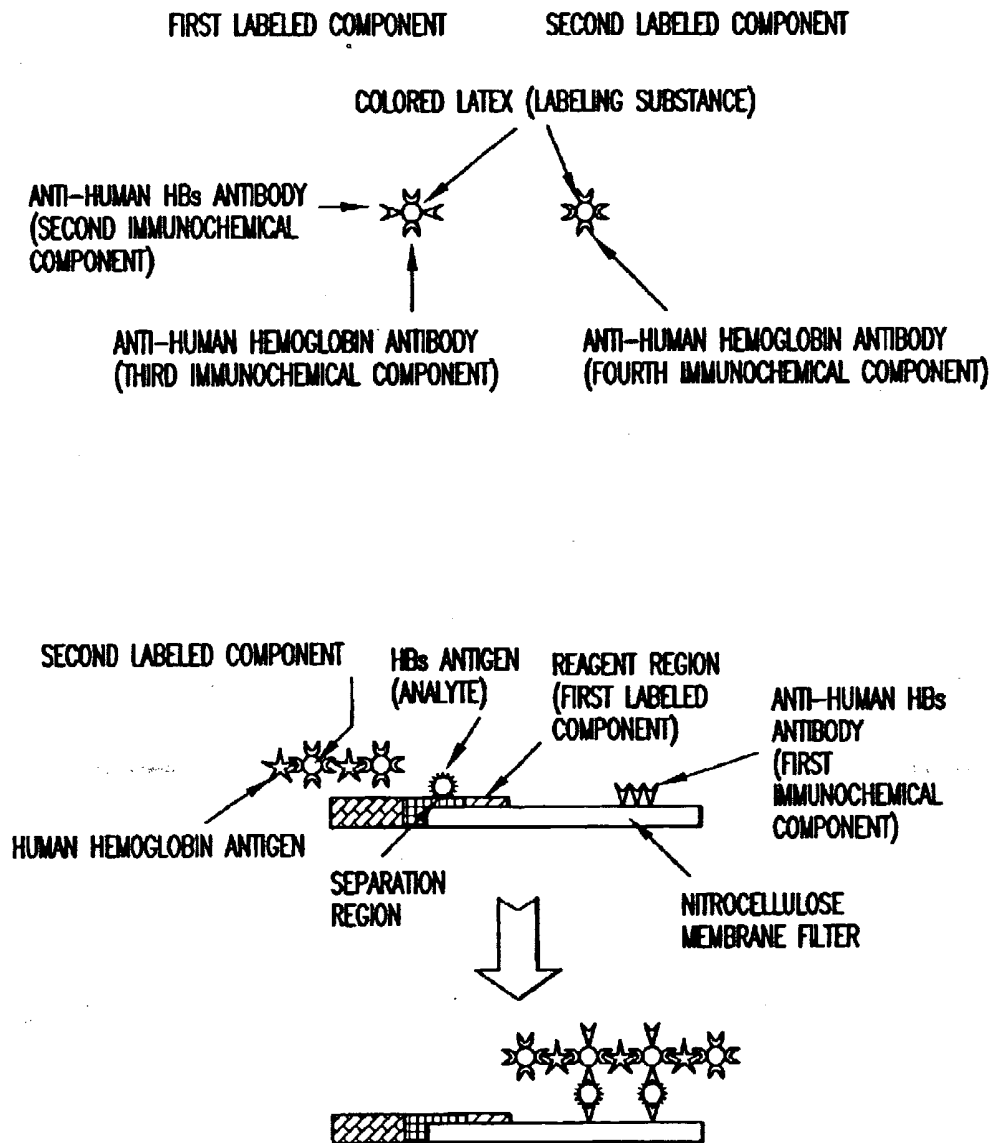 FIRST LABELED COMPONENT
SECOND LABELED COMPONENT
COLORED LATEX (LABELING SUBSTANCE)
ANTI-HUMAN HBs ANTIBODY
(SECOND IMMUNOCHEMICAL
COMPONENT)
ANTI-HUMAN HEMOGLOBIN ANTIBODY
(THIRD IMMUNOCHEMICAL COMPONENT)
ANTI-HUMAN HEMOGLOBIN ANTIBODY
(FOURTH IMMUNOCHEMICAL COMPONENT)
SECOND LABELED COMPONENT
HBs ANTIGEN
(ANALYTE)
REAGENT REGION
(FIRST LABELED
COMPONENT)
ANTI-HUMAN HBs
ANTIBODY
(FIRST
IMMUNOCHEMICAL
COMPONENT)
HUMAN HEMOGLOBIN ANTIGEN
SEPARATION
REGION
NITROCELLULOSE
MEMBRANE FILTER